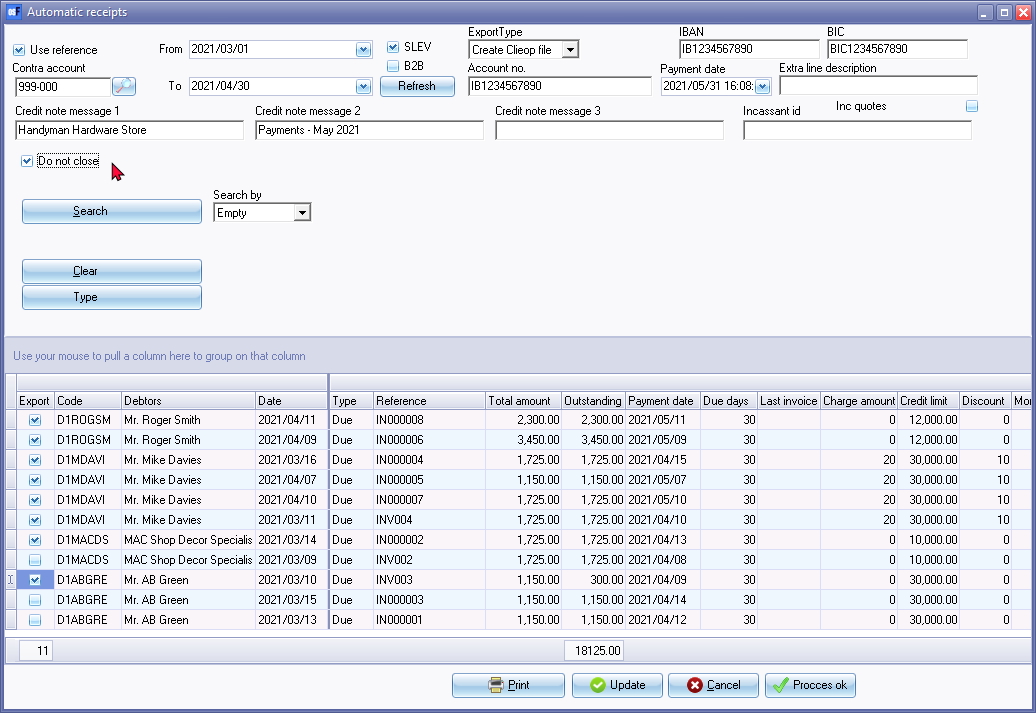 Automatic receipts
Use reference From 2021/03/01 SLEV ExportType Create Clieop file IBAN IB1234567890 BIC BIC1234567890
B2B
Contra account 999-000 To 2021/04/30 Refresh Account no. IB1234567890 Payment date 2021/05/31 16:08: Extra line description
Inc quotes
Credit note message 1 Credit note message 2 Credit note message 3 Incassant id
Handyman Hardware Store Payments - May 2021
Do not close
Search by
Search Empty
Clear
Type
Use your mouse to pull a column here to group on that column
Export Code Debtors Date Type Reference Total amount Outstanding Payment date Due days Last invoice Charge amount Credit limit Discount Mor
D1ROGSM Mr. Roger Smith 2021/04/11 Due IN000008 2,300.00 2,300.00 2021/05/11 30 0 12,000.00 0
D1ROGSM Mr. Roger Smith 2021/04/09 Due IN000006 3,450.00 3,450.00 2021/05/09 30 0 12,000.00 0
D1MDAVI Mr. Mike Davies 2021/03/16 Due IN000004 1,725.00 1,725.00 2021/04/15 30 20 30,000.00 10
D1MDAVI Mr. Mike Davies 2021/04/07 Due IN000005 1,150.00 1,150.00 2021/05/07 30 20 30,000.00 10
D1MDAVI Mr. Mike Davies 2021/04/10 Due IN000007 1,725.00 1,725.00 2021/05/10 30 20 30,000.00 10
D1MDAVI Mr. Mike Davies 2021/03/11 Due INV004 1,725.00 1,725.00 2021/04/10 30 20 30,000.00 10
D1MACDS MAC Shop Decor Specialis 2021/03/14 Due IN000002 1,725.00 1,725.00 2021/04/13 30 0 10,000.00 0
D1MACDS MAC Shop Decor Specialis 2021/03/09 Due INV002 1,725.00 1,725.00 2021/04/08 30 0 10,000.00 0
D1ABGRE Mr. AB Green 2021/03/10 Due INV003 1,150.00 300.00 2021/04/09 30 0 30,000.00 0
D1ABGRE Mr. AB Green 2021/03/15 Due IN000003 1,150.00 1,150.00 2021/04/14 30 0 30,000.00 0
D1ABGRE Mr. AB Green 2021/03/13 Due IN000001 1,150.00 1,150.00 2021/04/12 30 0 30,000.00 0
11 18125.00
Print Update Cancel Procces ok